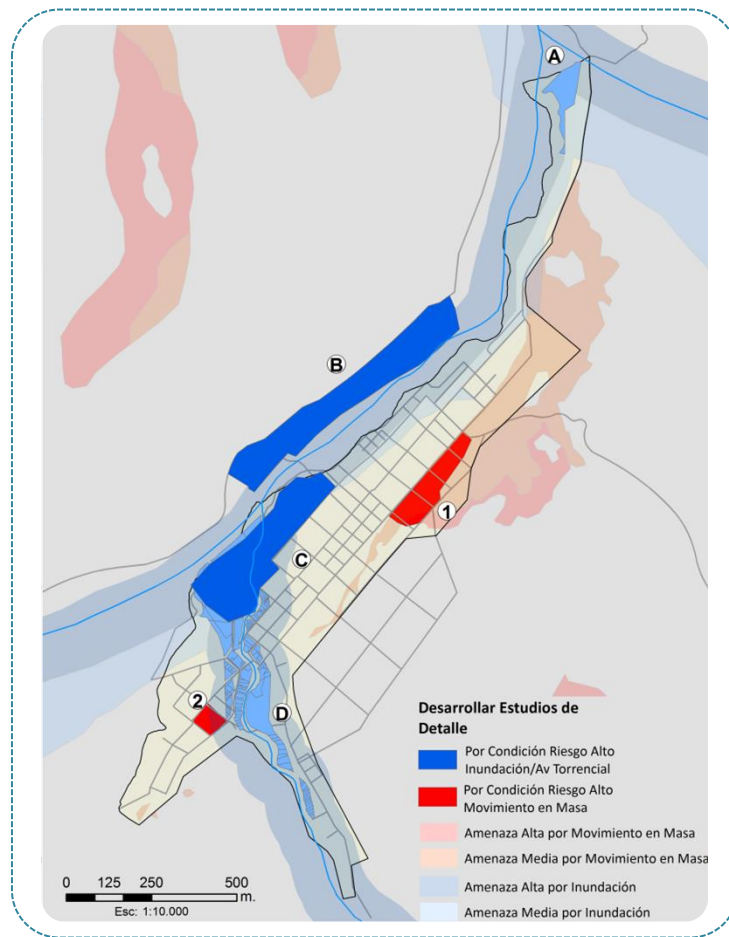 A
B
1
C
2
D
Desarrollar Estudios de
Detalle
Por Condición Riesgo Alto
Inundación/Av Torrencial
Por Condición Riesgo Alto
Movimiento en Masa
Amenaza Alta por Movimiento en Masa
Amenaza Media por Movimiento en Masa
Amenaza Alta por Inundación
Amenaza Media por Inundación
0 125 250 500
m.
Esc: 1:10.000